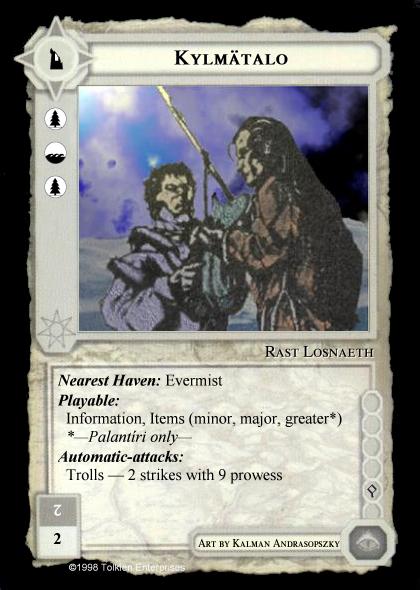 KYLMÄTALO
RAST LOSNAETH
Nearest Haven: Evermist
Playable:
Information, Items (minor, major, greater*)
*—Palantíri only—
Automatic-attacks:
Trolls — 2 strikes with 9 prowess
2
2
ART BY KALMAN ANDRASOPSZKY
©1998 Tolkien Enterprises